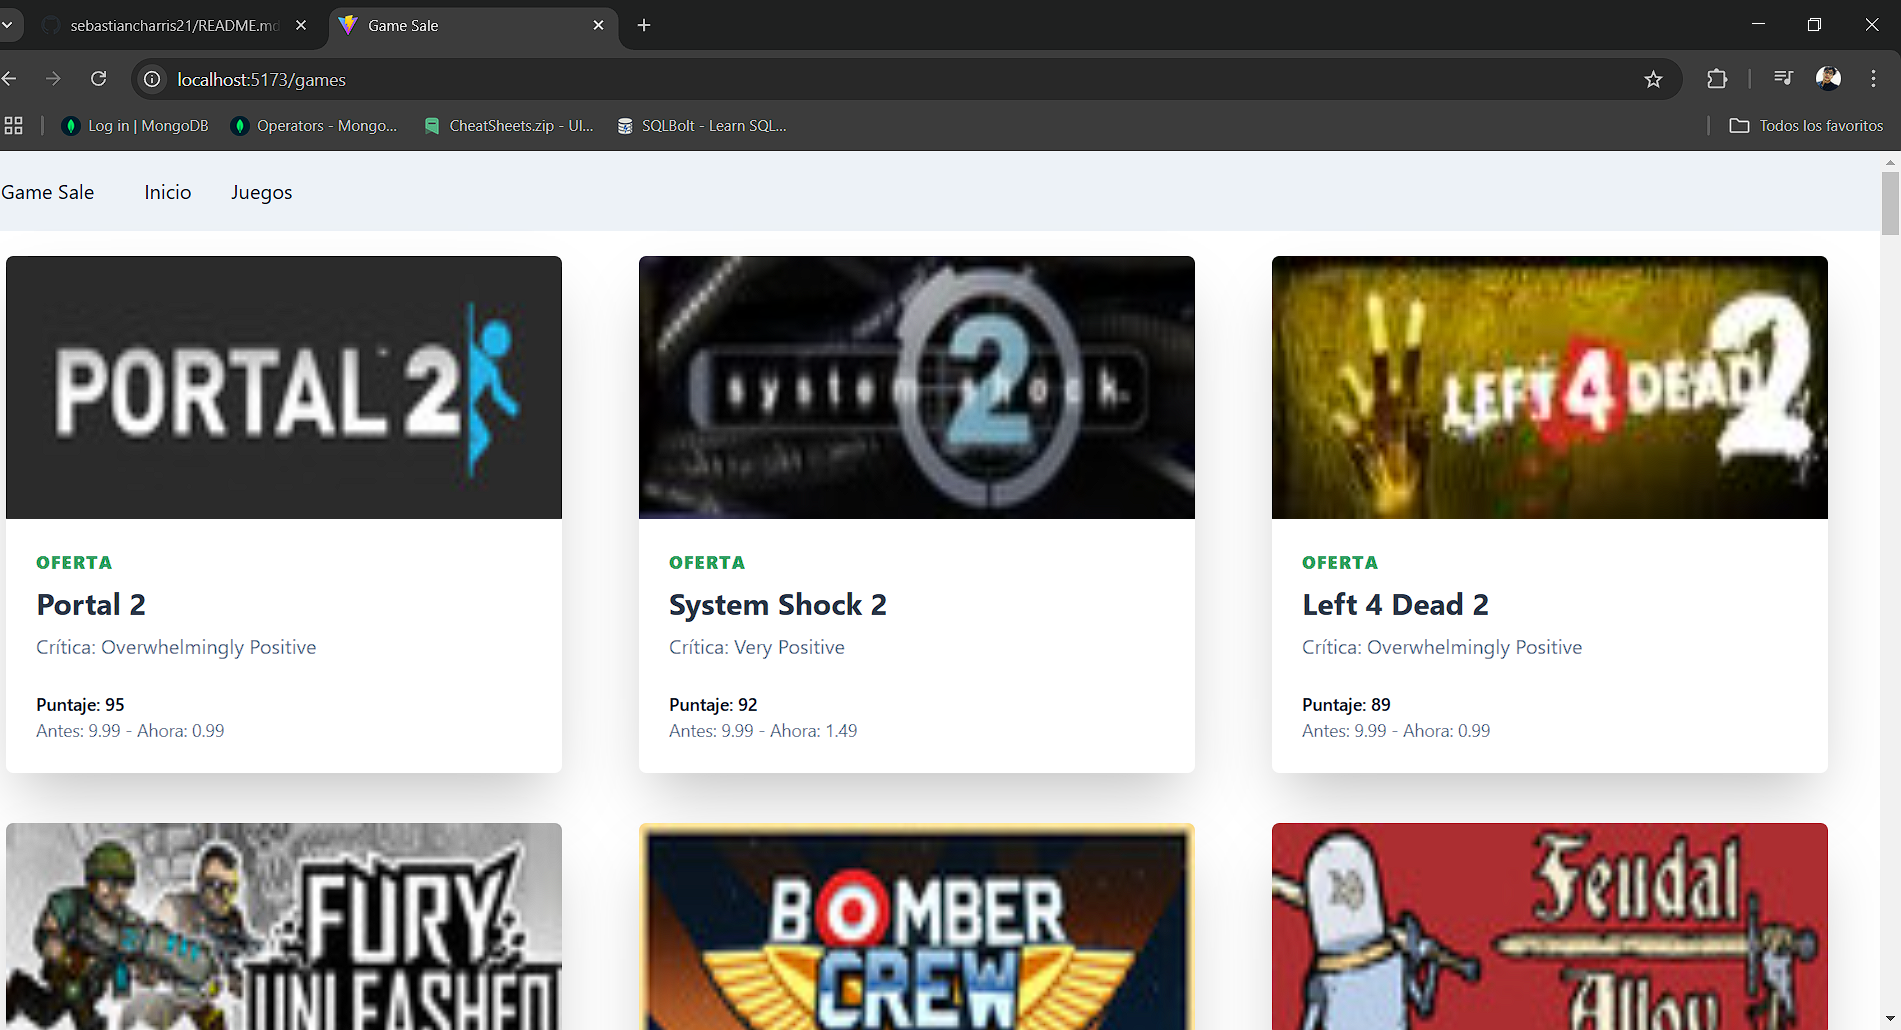 sebastiancharris21/README.md
Game Sale
localhost:5173/games
Log in | MongoDB
Operators - Mongo...
CheatSheets.zip - UI...
SQLBolt - Learn SQL...
Todos los favoritos
Game Sale
Inicio
Juegos
PORTAL 2
system shock.
2
LEFT 4 DEAD 2
OFERTA
Portal 2
Crítica: Overwhelmingly Positive
Puntaje: 95
Antes: 9.99 - Ahora: 0.99
OFERTA
System Shock 2
Crítica: Very Positive
Puntaje: 92
Antes: 9.99 - Ahora: 1.49
OFERTA
Left 4 Dead 2
Crítica: Overwhelmingly Positive
Puntaje: 89
Antes: 9.99 - Ahora: 0.99
FURY
UNLEASHED
BOMBER
CREW
Feudal
Alloy